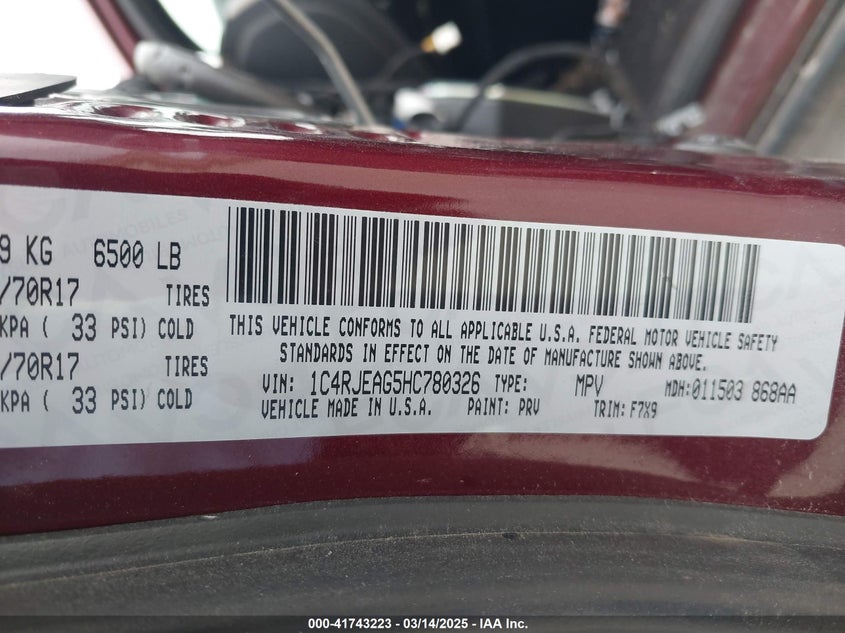 9 KG 6500 LB
/70R17 TIRES
KPA ( 33 PSI) COLD
/70R17 TIRES
KPA ( 33 PSI) COLD
THIS VEHICLE CONFORMS TO ALL APPLICABLE U.S.A. FEDERAL MOTOR VEHICLE SAFETY
STANDARDS IN EFFECT ON THE DATE OF MANUFACTURE SHOWN ABOVE.
VIN: 1C4RJEAG5HC780326 TYPE: MPV MDH:011503 868AA
VEHICLE MADE IN U.S.A. PAINT: PRV TRIM: F7X9
000-41743223 - 03/14/2025 - IAA Inc.